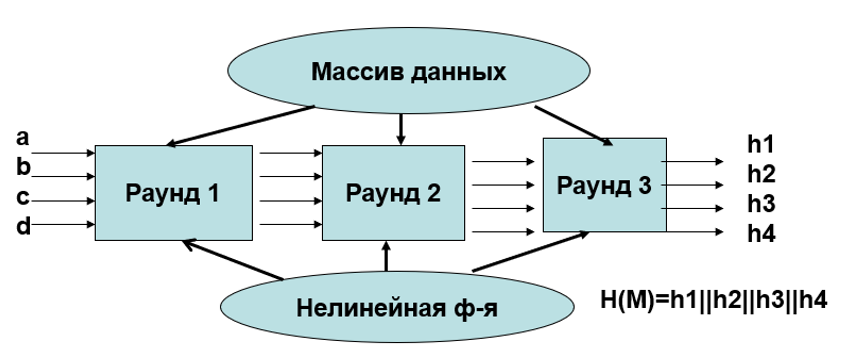 Массив данных
a
b
c
d
Раунд 1
Раунд 2
Раунд 3
h1
h2
h3
h4
Нелинейная ф-я
H(M)=h1||h2||h3||h4